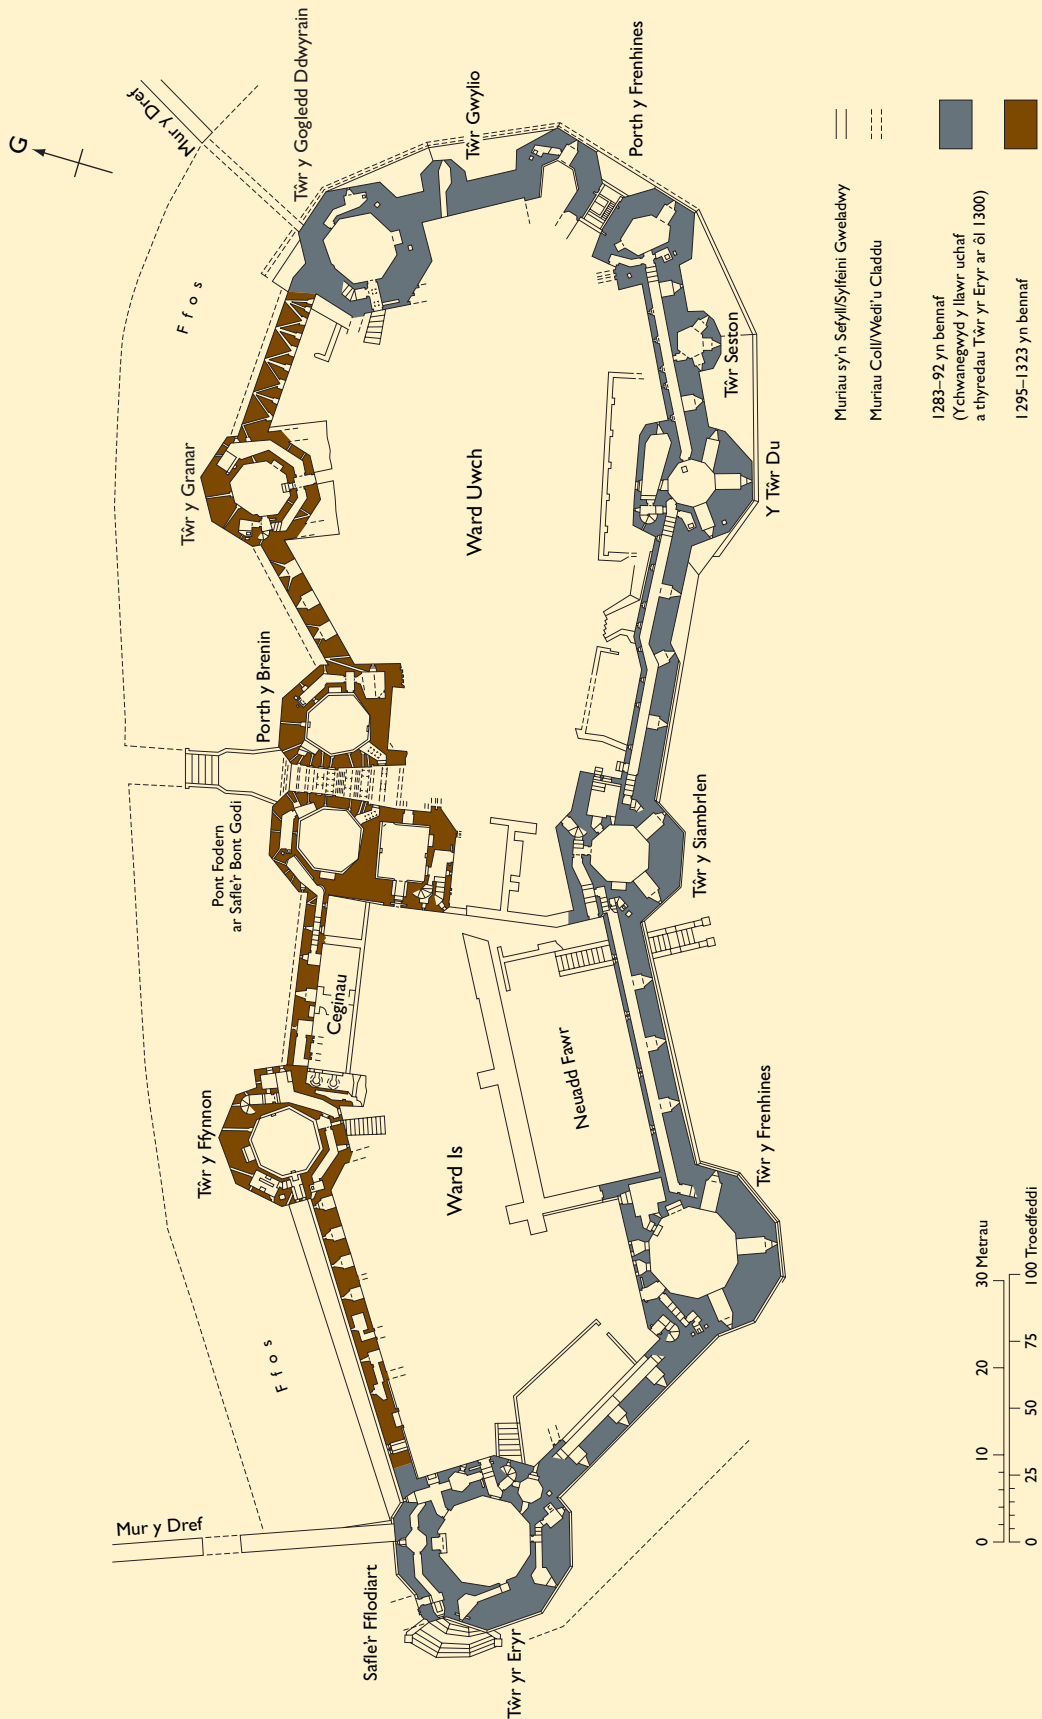 G
Mur y Dref
Tŵr y Gogledd Ddwyrain
Tŵr Gwylio
Porth y Frenhines
Ffos
Tŵr y Granar
Ward Uwch
Tŵr Seston
Y Tŵr Du
Porth y Brenin
Pont Fodern
ar Safle'r Bont Godi
Tŵr y Siambrlen
Ceginau
Neuadd Fawr
Tŵr y Ffynnon
Ward Is
Tŵr y Frenhines
Ffos
Mur y Dref
Safle'r Fflodiart
Tŵr yr Eryr
Muriau sy'n Sefyll/Sylfeini Gweladwy
Muriau Coll/Wedi'u Claddu
1283–92 yn bennaf
(Ychwanegwyd y llawr uchaf
a thyredau Tŵr yr Eryr ar ôl 1300)
1295–1323 yn bennaf
0 10 20 30 Metrau
0 25 50 75 100 Troedfeddi